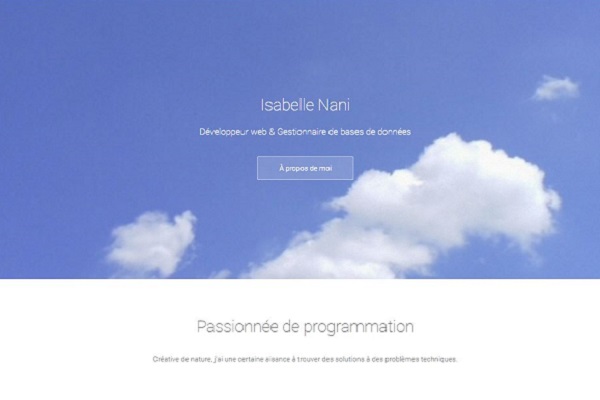 Isabelle Nani
Développeur web & Gestionnaire de bases de données
À propos de moi
Passionnée de programmation
Créative de nature, j'ai une certaine aisance à trouver des solutions à des problèmes techniques.